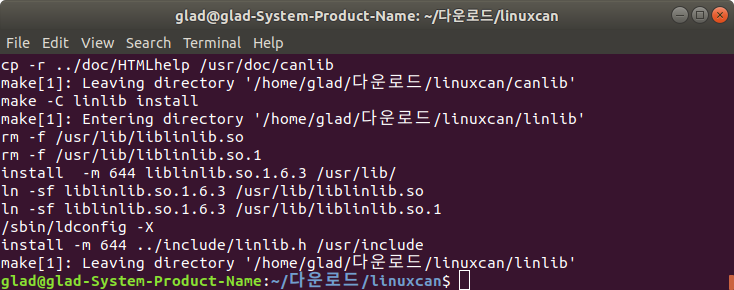 glad@glad-System-Product-Name: ~/다운로드/linuxcan
File Edit View Search Terminal Help
cp -r ../doc/HTMLhelp /usr/doc/canlib
make[1]: Leaving directory '/home/glad/다운로드/linuxcan/canlib'
make -C linlib install
make[1]: Entering directory '/home/glad/다운로드/linuxcan/linlib'
rm -f /usr/lib/liblinlib.so
rm -f /usr/lib/liblinlib.so.1
install  -m 644 liblinlib.so.1.6.3 /usr/lib/
ln -sf liblinlib.so.1.6.3 /usr/lib/liblinlib.so
ln -sf liblinlib.so.1.6.3 /usr/lib/liblinlib.so.1
/sbin/ldconfig -X
install -m 644 ../include/linlib.h /usr/include
make[1]: Leaving directory '/home/glad/다운로드/linuxcan/linlib'
glad@glad-System-Product-Name:~/다운로드/linuxcan$